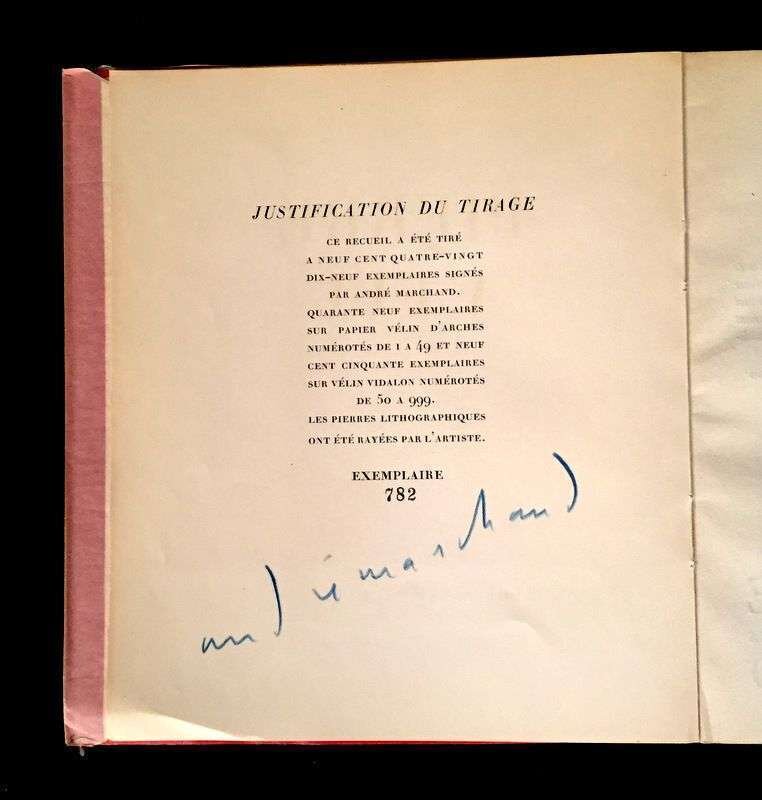 JUSTIFICATION DU TIRAGE
CE RECUEIL A ÉTÉ TIRÉ
A NEUF CENT QUATRE-VINGT
DIX-NEUF EXEMPLAIRES SIGNÉS
PAR ANDRÉ MARCHAND.
QUARANTE NEUF EXEMPLAIRES
SUR PAPIER VÉLIN D'ARCHES
NUMÉROTÉS DE 1 A 49 ET NEUF
CENT CINQUANTE EXEMPLAIRES
SUR VÉLIN VIDALON NUMÉROTÉS
DE 50 A 999.
LES PIERRES LITHOGRAPHIQUES
ONT ÉTÉ RAYÉES PAR L'ARTISTE.
EXEMPLAIRE
782
andré marchand